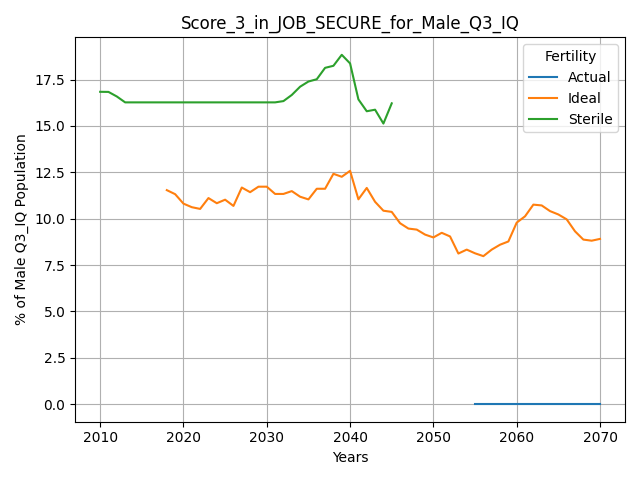 Score_3_in_JOB_SECURE_for_Male_Q3_IQ
% of Male Q3_IQ Population
17.5
15.0
12.5
10.0
7.5
5.0
2.5
0.0
Fertility
Actual
Ideal
Sterile
2010 2020 2030 2040 2050 2060 2070
Years